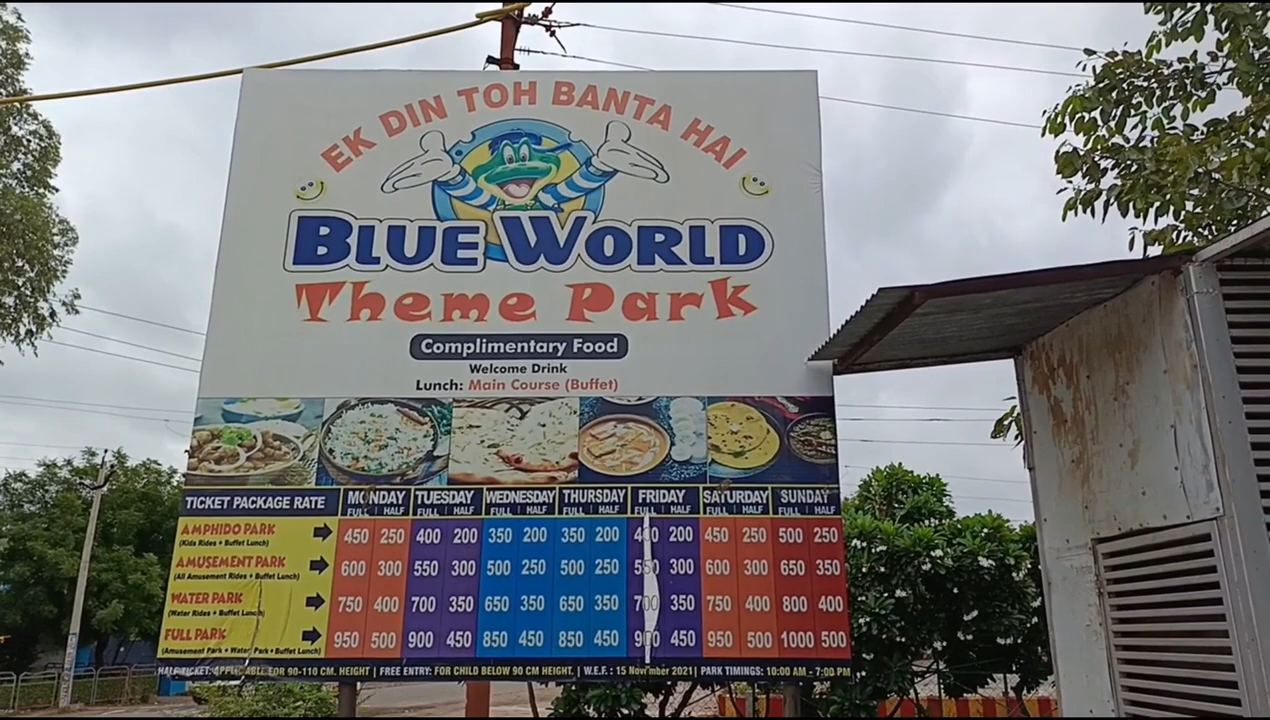 EK DIN TOH BANTA HAI
BLUE WORLD
Theme Park
Complimentary Food
Welcome Drink
Lunch: Main Course (Buffet)
TICKET PACKAGE RATE MONDAY TUESDAY WEDNESDAY THURSDAY FRIDAY SATURDAY SUNDAY
FULL HALF FULL HALF FULL HALF FULL HALF FULL HALF FULL HALF FULL HALF
AMPHIDO PARK 450 250 400 200 350 200 350 200 200 450 250 500 250
(Kids Rides + Buffet Lunch)
AMUSEMENT PARK 600 300 550 300 500 250 500 250 550 300 600 300 650 350
(All Amusement Rides + Buffet Lunch)
WATER PARK 750 400 700 350 650 350 650 350 350 750 400 800 400
(Water Rides + Buffet Lunch)
FULL PARK 950 500 900 450 850 450 850 450 450 950 500 1000 500
(Amusement Park + Water Park + Buffet Lunch)
HALF TICKET: APPLICABLE FOR 90-110 CM. HEIGHT | FREE ENTRY: FOR CHILD BELOW 90 CM HEIGHT. | W.E.F. : 15 November 2021 | PARK TIMINGS: 10:00 AM - 7:00 PM